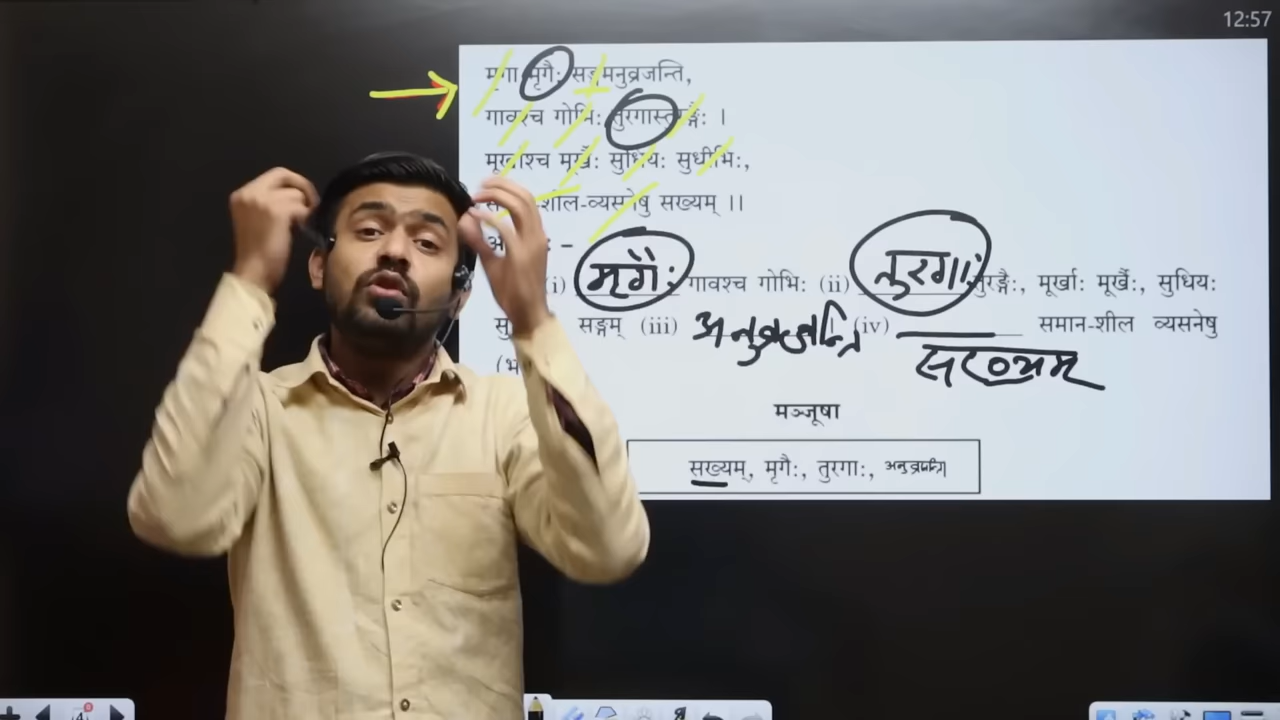 12:57
मृगा मृगैः सङ्गमनुव्रजन्ति,
गावश्च गोभिः तुरगास्तुरङ्गैः ।
मूर्खाश्च मूर्खैः सुधियः सुधीभिः,
शील-व्यसनेषु सख्यम् ।।
(i) मृगैः गावश्च गोभिः (ii) तुरगाः तुरङ्गैः, मूर्खाः मूर्खैः, सुधियः
सङ्गम् (iii) अनुव्रजन्ति (iv) सख्यम् समान-शील व्यसनेषु
मञ्जूषा
सख्यम्, मृगैः, तुरगाः, अनुव्रजन्ति